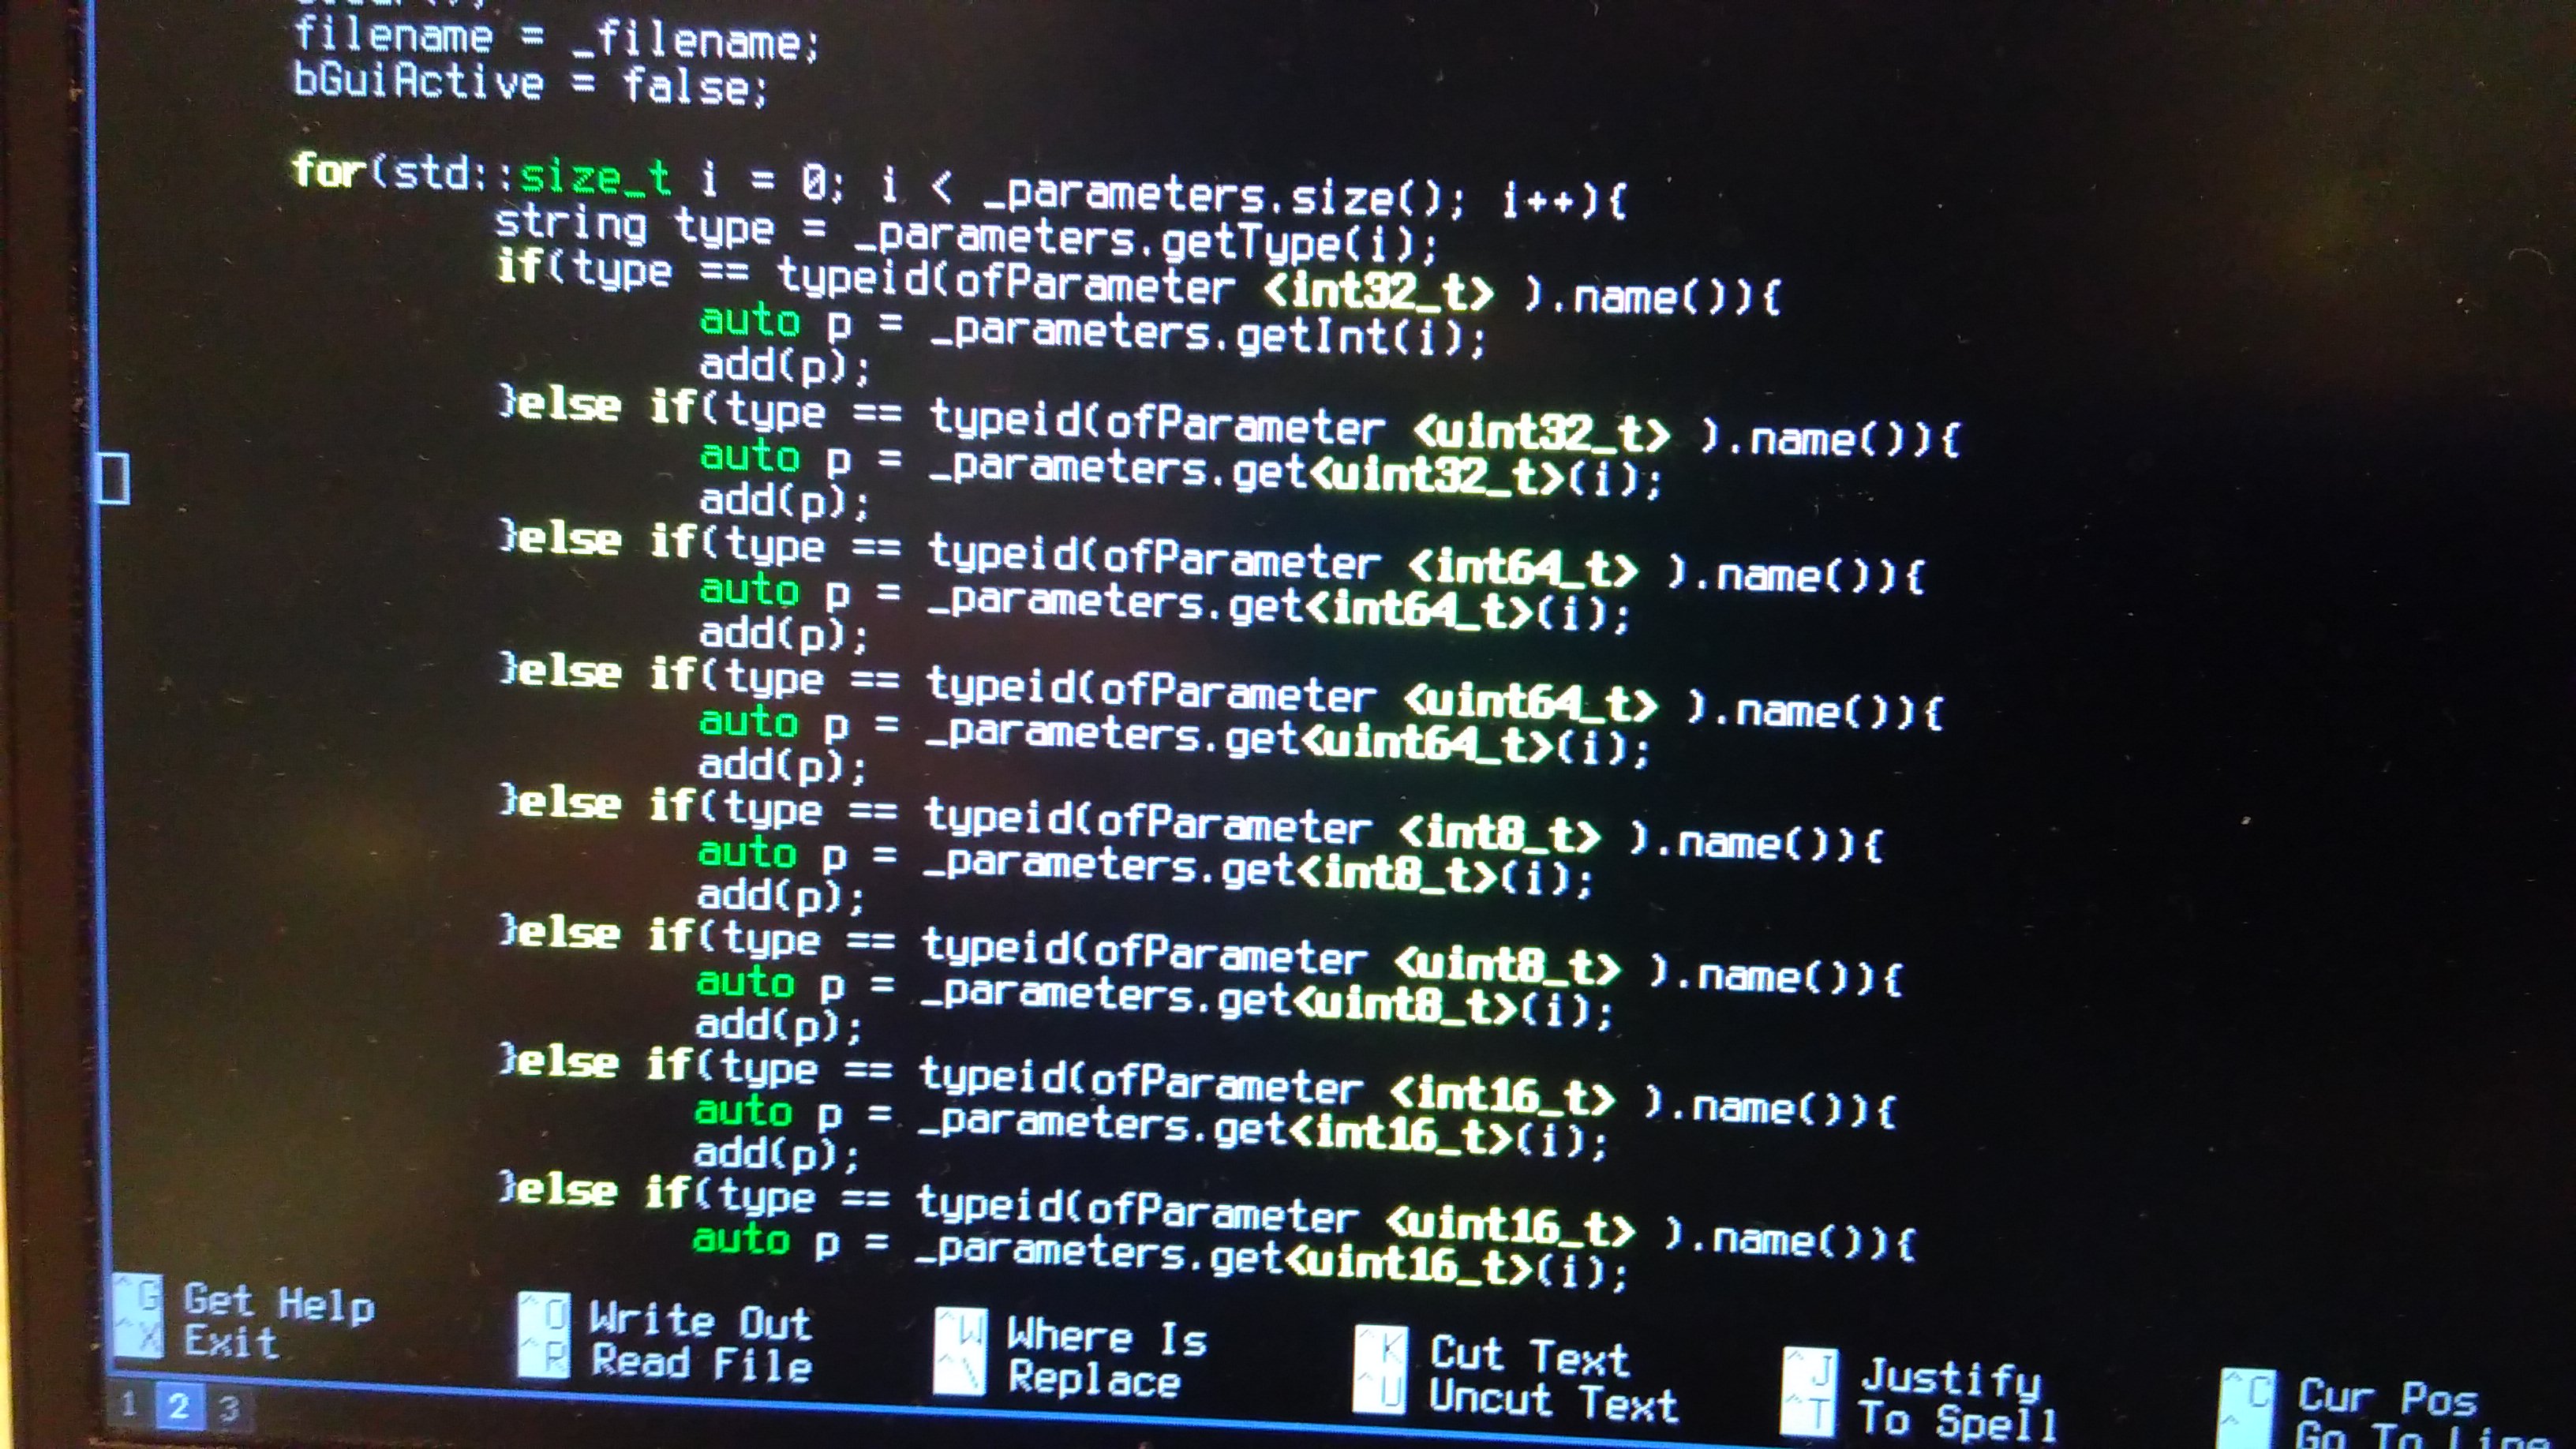 filename = _filename;
bGuiActive = false;
for(std::size_t i = 0; i < _parameters.size(); i++){
string type = _parameters.getType(i);
if(type == typeid(ofParameter <int32_t> ).name()){
auto p = _parameters.getInt(i);
add(p);
}else if(type == typeid(ofParameter <uint32_t> ).name()){
auto p = _parameters.get<uint32_t>(i);
add(p);
}else if(type == typeid(ofParameter <int64_t> ).name()){
auto p = _parameters.get<int64_t>(i);
add(p);
}else if(type == typeid(ofParameter <uint64_t> ).name()){
auto p = _parameters.get<uint64_t>(i);
add(p);
}else if(type == typeid(ofParameter <int8_t> ).name()){
auto p = _parameters.get<int8_t>(i);
add(p);
}else if(type == typeid(ofParameter <uint8_t> ).name()){
auto p = _parameters.get<uint8_t>(i);
add(p);
}else if(type == typeid(ofParameter <int16_t> ).name()){
auto p = _parameters.get<int16_t>(i);
add(p);
}else if(type == typeid(ofParameter <uint16_t> ).name()){
auto p = _parameters.get<uint16_t>(i);
^G Get Help ^O Write Out ^W Where Is ^K Cut Text ^J Justify ^C Cur Pos
^X Exit ^R Read File ^\ Replace ^U Uncut Text ^T To Spell Go To Line
1 2 3